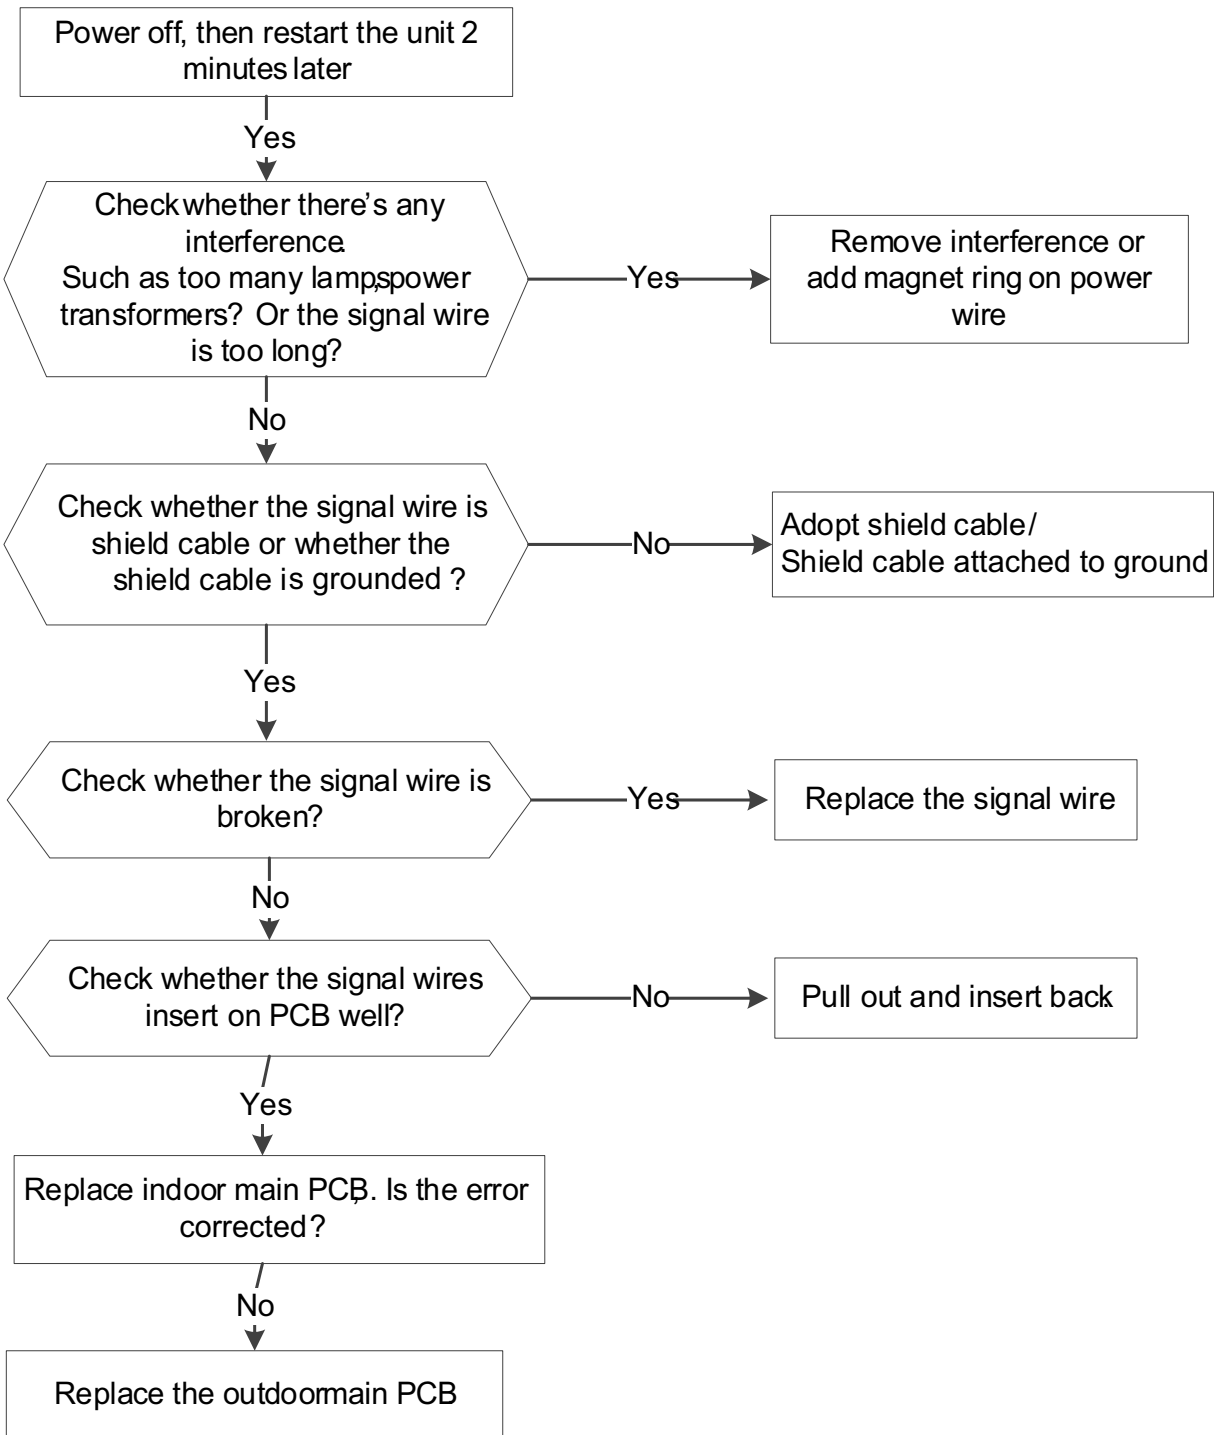 Power off, then restart the unit 2
minutes later
Yes
Check whether there's any
interference.
Such as too many lamps, power
transformers? Or the signal wire
is too long?
Yes
Remove interference or
add magnet ring on power
wire
No
Check whether the signal wire is
shield cable or whether the
shield cable is grounded ?
No
Adopt shield cable/
Shield cable attached to ground
Yes
Check whether the signal wire is
broken?
Yes
Replace the signal wire.
No
Check whether the signal wires
insert on PCB well?
No
Pull out and insert back.
Yes
Replace indoor main PCB,. Is the error
corrected ?
No
Replace the outdoormain PCB